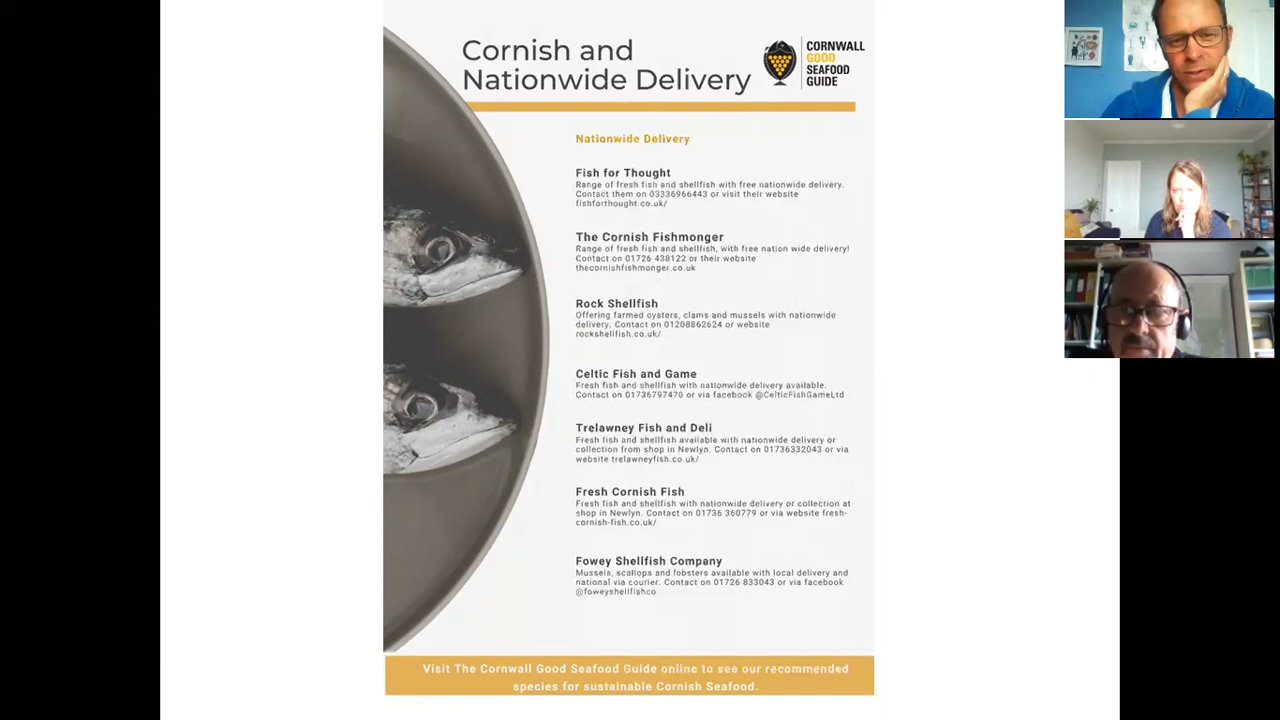 Cornish and
Nationwide Delivery
CORNWALL
GOOD
SEAFOOD
GUIDE
Nationwide Delivery
Fish for Thought
Range of fresh fish and shellfish with free nationwide delivery.
Contact them on 03336966443 or visit their website
fishforthought.co.uk/
The Cornish Fishmonger
Range of fresh fish and shellfish, with free nation wide delivery!
Contact on 01726 438122 or their website
thecornishfishmonger.co.uk
Rock Shellfish
Offering farmed oysters, clams and mussels with nationwide
delivery. Contact on 01208862624 or website
rockshellfish.co.uk/
Celtic Fish and Game
Fresh fish and shellfish with nationwide delivery available.
Contact on 01736797470 or via facebook @CelticFishGameLtd
Trelawney Fish and Deli
Fresh fish and shellfish available with nationwide delivery or
collection from shop in Newlyn. Contact on 01736332043 or via
website trelawneyfish.co.uk/
Fresh Cornish Fish
Fresh fish and shellfish with nationwide delivery or collection at
shop in Newlyn. Contact on 01736 360779 or via website fresh-
cornish-fish.co.uk/
Fowey Shellfish Company
Mussels, scallops and lobsters available with local delivery and
national via courier. Contact on 01726 833043 or via facebook
@foweyshellfishco
Visit The Cornwall Good Seafood Guide online to see our recommended
species for sustainable Cornish Seafood.